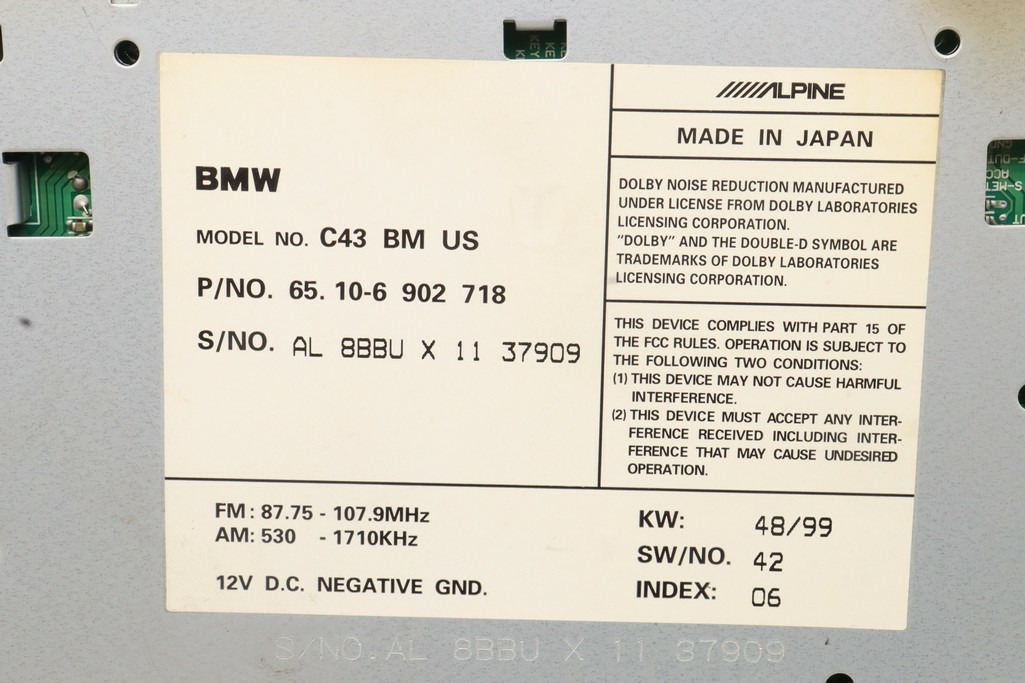 BMW
MODEL NO. C43 BM US
P/NO. 65. 10-6 902 718
S/NO. AL 8BBU X 11 37909
ALPINE
MADE IN JAPAN
DOLBY NOISE REDUCTION MANUFACTURED
UNDER LICENSE FROM DOLBY LABORATORIES
LICENSING CORPORATION.
“DOLBY” AND THE DOUBLE-D SYMBOL ARE
TRADEMARKS OF DOLBY LABORATORIES
LICENSING CORPORATION.
THIS DEVICE COMPLIES WITH PART 15 OF
THE FCC RULES. OPERATION IS SUBJECT TO
THE FOLLOWING TWO CONDITIONS:
(1) THIS DEVICE MAY NOT CAUSE HARMFUL
INTERFERENCE.
(2) THIS DEVICE MUST ACCEPT ANY INTER-
FERENCE RECEIVED INCLUDING INTER-
FERENCE THAT MAY CAUSE UNDESIRED
OPERATION.
FM: 87.75 - 107.9MHz
AM: 530 - 1710KHz
12V D.C. NEGATIVE GND.
KW: 48/99
SW/NO. 42
INDEX: 06
S/NO. AL 8BBU X 11 37909